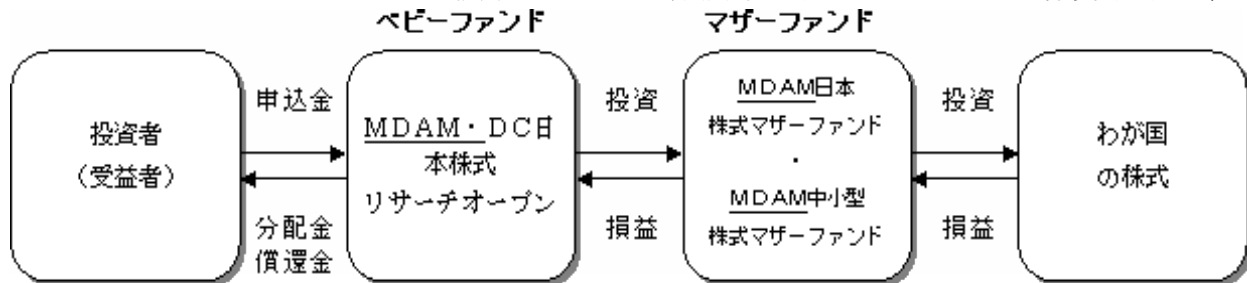 ベビーファンド
マザーファンド
投資者
（受益者）
申込金
分配金
償還金
ＭＤＡＭ・ＤＣ日
本株式
リサーチオープン
投資
損益
ＭＤＡＭ日本
株式マザーファンド
・
ＭＤＡＭ中小型
株式マザーファンド
投資
損益
わが国
の株式